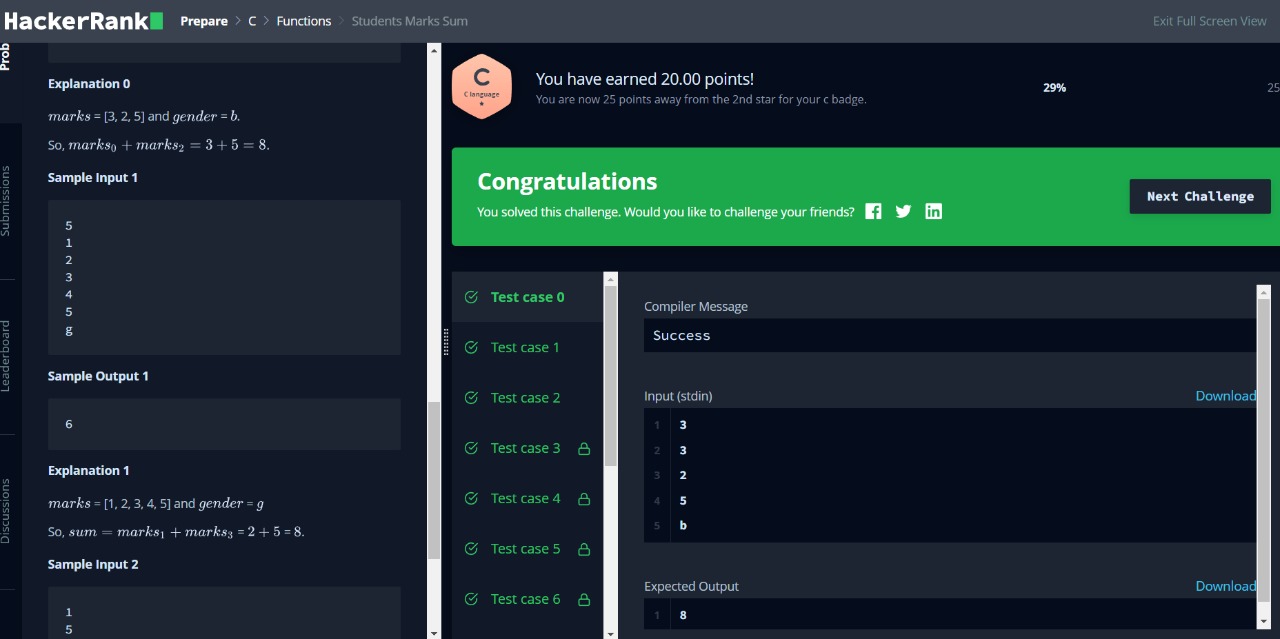 HackerRank
Prepare > C > Functions > Students Marks Sum
Exit Full Screen View
Prob
Submissions
Leaderboard
Discussions
Explanation 0
marks = [3, 2, 5] and gender = b.
So, marks₀ + marks₂ = 3 + 5 = 8.
Sample Input 1
5
1
2
3
4
5
g
Sample Output 1
6
Explanation 1
marks = [1, 2, 3, 4, 5] and gender = g
So, sum = marks₁ + marks₃ = 2 + 5 = 8.
Sample Input 2
1
5
C
C language
You have earned 20.00 points!
You are now 25 points away from the 2nd star for your c badge.
29%
25
Congratulations
You solved this challenge. Would you like to challenge your friends?
Next Challenge
Test case 0
Test case 1
Test case 2
Test case 3
Test case 4
Test case 5
Test case 6
Compiler Message
Success
Input (stdin)
Download
1 3
2 3
3 2
4 5
5 b
Expected Output
Download
1 8